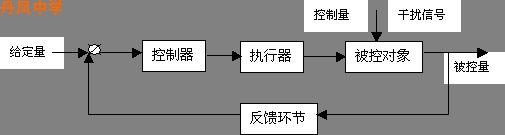 丹凤中学
控制量
干扰信号
给定量
控制器
执行器
被控对象
被控量
反馈环节